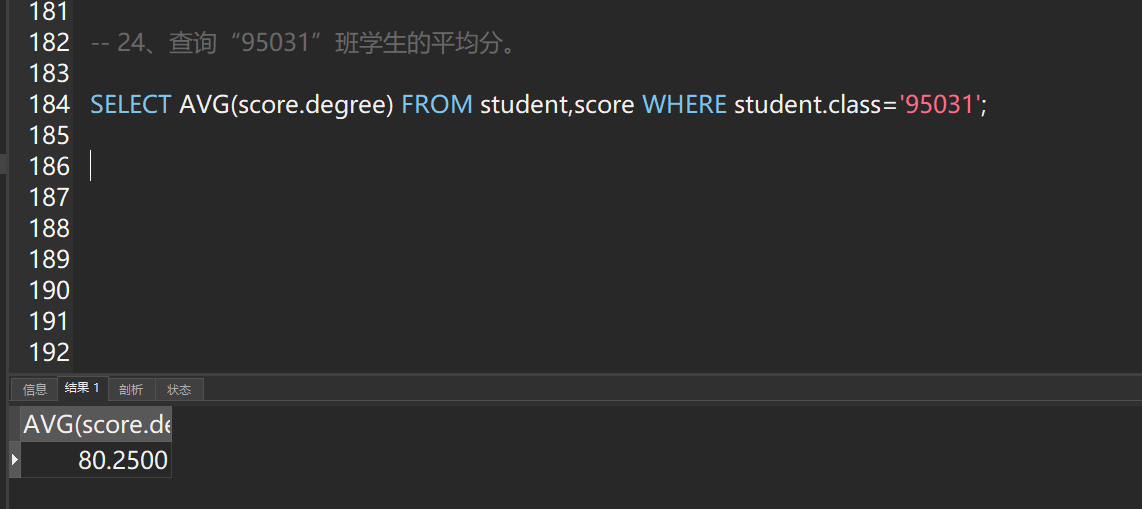 181
182 -- 24、查询“95031”班学生的平均分。
183
184 SELECT AVG(score.degree) FROM student,score WHERE student.class='95031';
185
186
187
188
189
190
191
192
信息 结果 1 剖析 状态
AVG(score.de
80.2500